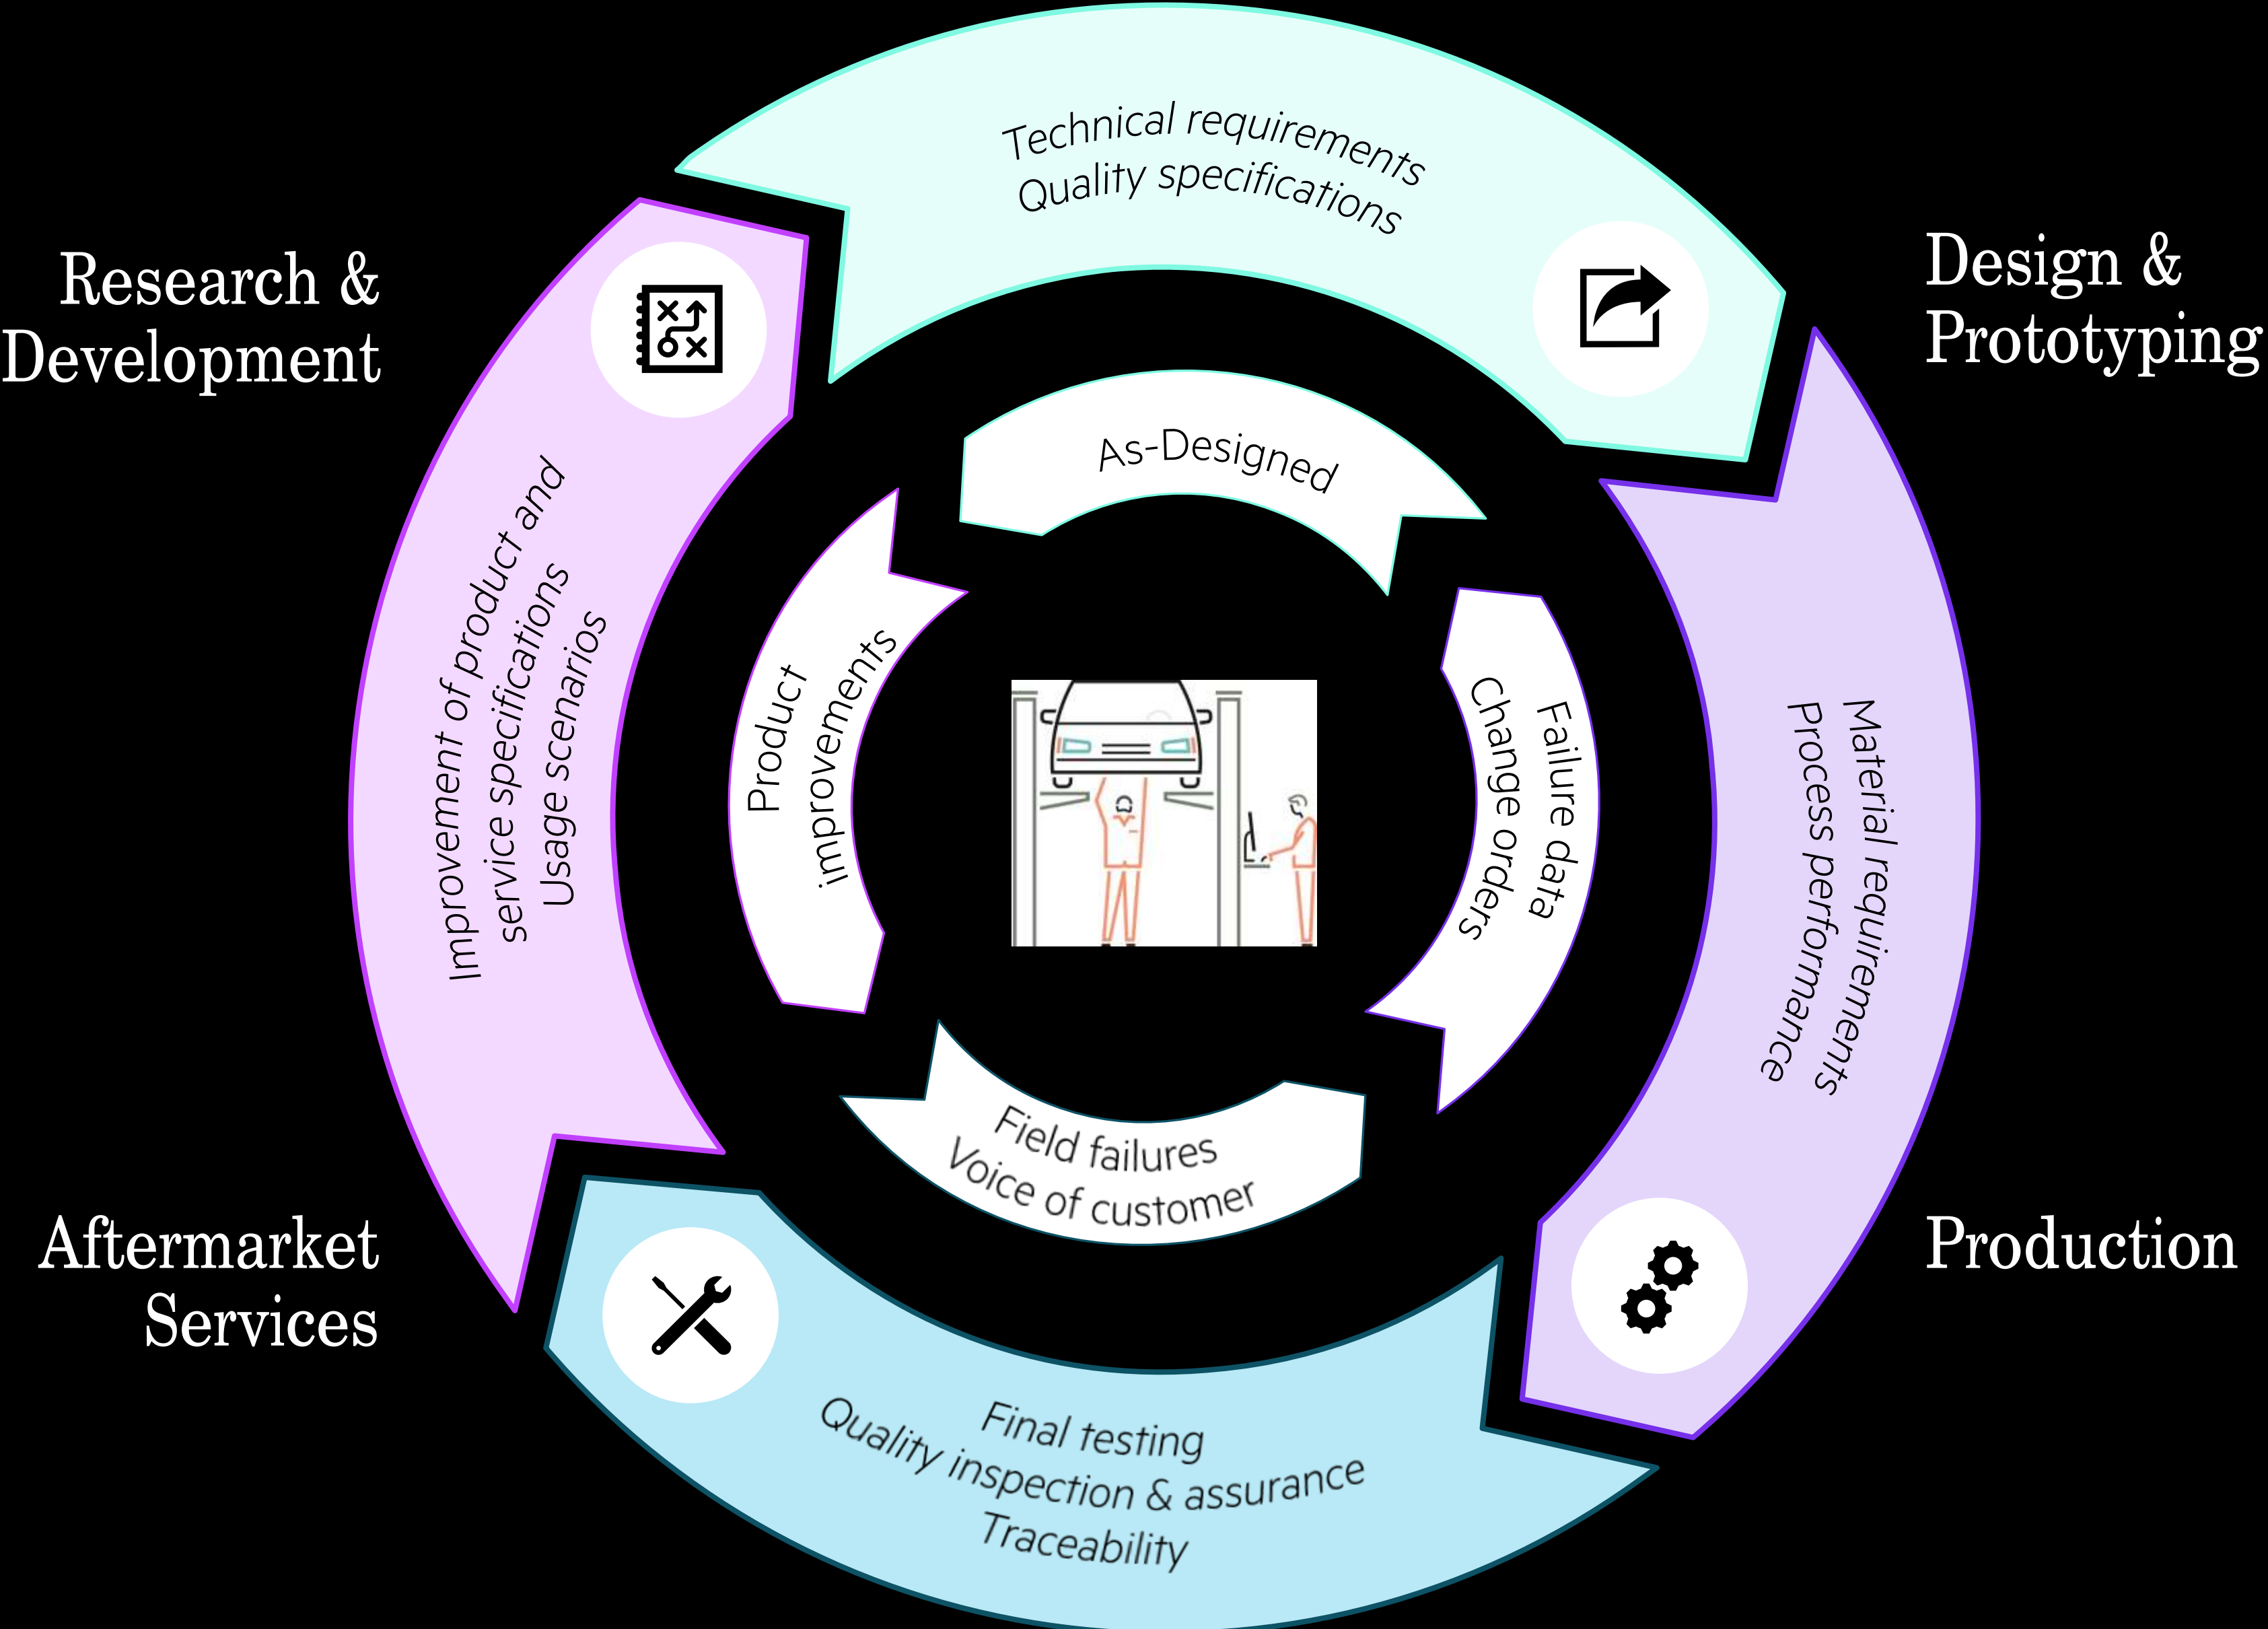 Technical requirements
Quality specifications
Research &
Development
Design &
Prototyping
As-Designed
Improvement of product and
service specifications
Usage scenarios
Product
improvements
Failure data
Change orders
Material requirements
Process performance
Field failures
Voice of customer
Aftermarket
Services
Production
Final testing
Quality inspection & assurance
Traceability